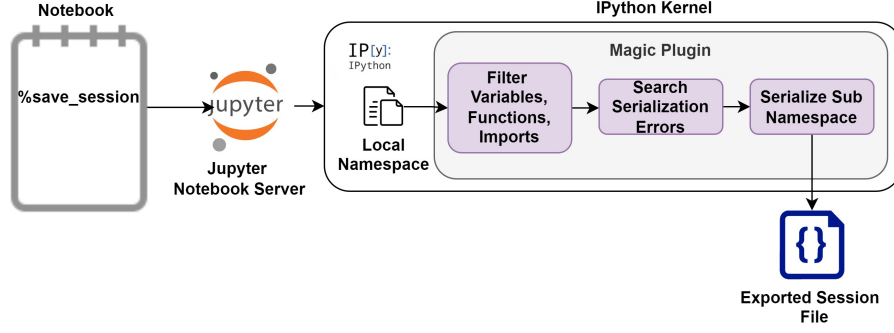 Notebook
%save_session
Jupyter
Jupyter
Notebook Server
IPython Kernel
IP[y]:
IPython
Local
Namespace
Magic Plugin
Filter
Variables,
Functions,
Imports
Search
Serialization
Errors
Serialize Sub
Namespace
{}
Exported Session
File